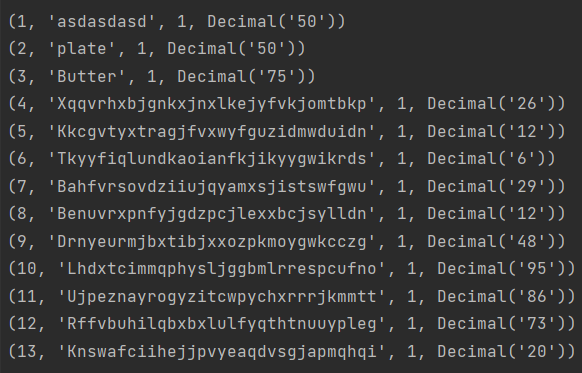 (1, 'asdasdasd', 1, Decimal('50'))
(2, 'plate', 1, Decimal('50'))
(3, 'Butter', 1, Decimal('75'))
(4, 'Xqqvrhxbjgnkxjnxlkejyfvkjomtbkp', 1, Decimal('26'))
(5, 'Kkcgvtyxtragjfvxwyfguzidmwduidn', 1, Decimal('12'))
(6, 'Tkyyfiqlundkaoianfkjikyygwikrds', 1, Decimal('6'))
(7, 'Bahfvrsovdziiujqyamxsjistswfgwu', 1, Decimal('29'))
(8, 'Benuvrxpnfyjgdzpcjlexxbcjsylldn', 1, Decimal('12'))
(9, 'Drnyeurmjbxtibjxxozpkmoygwkcczg', 1, Decimal('48'))
(10, 'Lhdxtcimmqphysljggbmlrrespcufno', 1, Decimal('95'))
(11, 'Ujpeznayrogyzitcwpychxrrrjkmmtt', 1, Decimal('86'))
(12, 'Rffvbuhilqbxbxlulfyqthtnuuypleg', 1, Decimal('73'))
(13, 'Knswafciihejjpvyeaqdvsgjapmqhqi', 1, Decimal('20'))